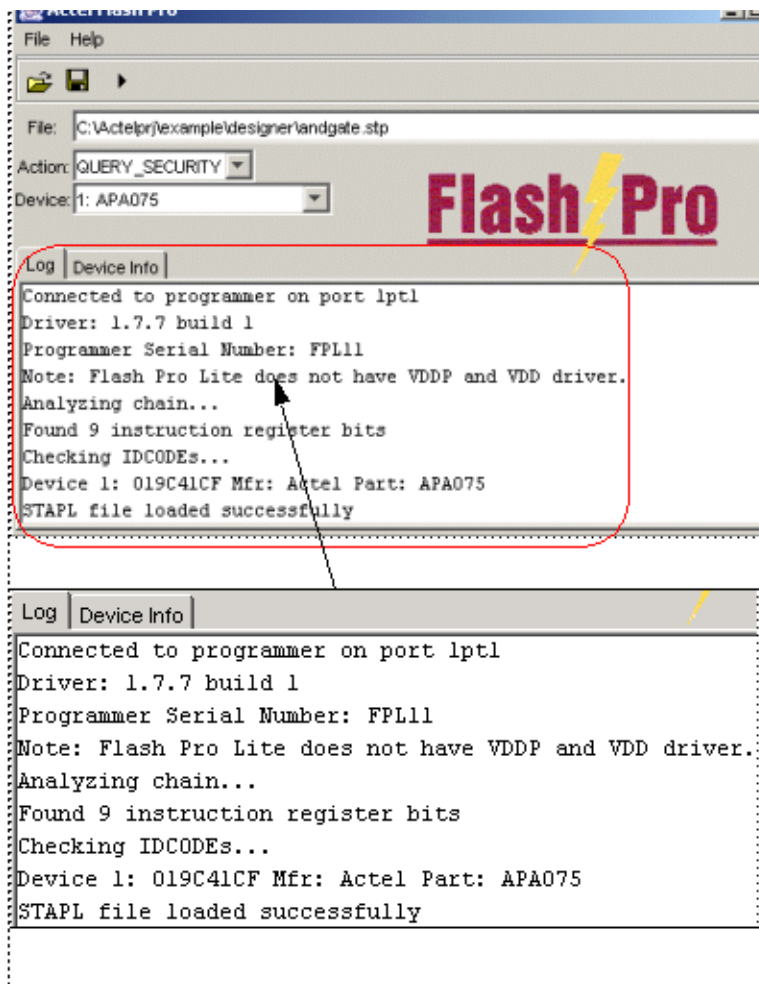 Actel Flash Pro
File Help
File: C:\Actelprj\example\designer\andgate.stp
Action: QUERY_SECURITY
Device: 1: APA075
Flash Pro
Log Device Info
Connected to programmer on port lpt1
Driver: 1.7.7 build 1
Programmer Serial Number: FPL11
Note: Flash Pro Lite does not have VDDP and VDD driver.
Analyzing chain...
Found 9 instruction register bits
Checking IDCODEs...
Device 1: 019C41CF Mfr: Actel Part: APA075
STAPL file loaded successfully
Log Device Info
Connected to programmer on port lpt1
Driver: 1.7.7 build 1
Programmer Serial Number: FPL11
Note: Flash Pro Lite does not have VDDP and VDD driver.
Analyzing chain...
Found 9 instruction register bits
Checking IDCODEs...
Device 1: 019C41CF Mfr: Actel Part: APA075
STAPL file loaded successfully